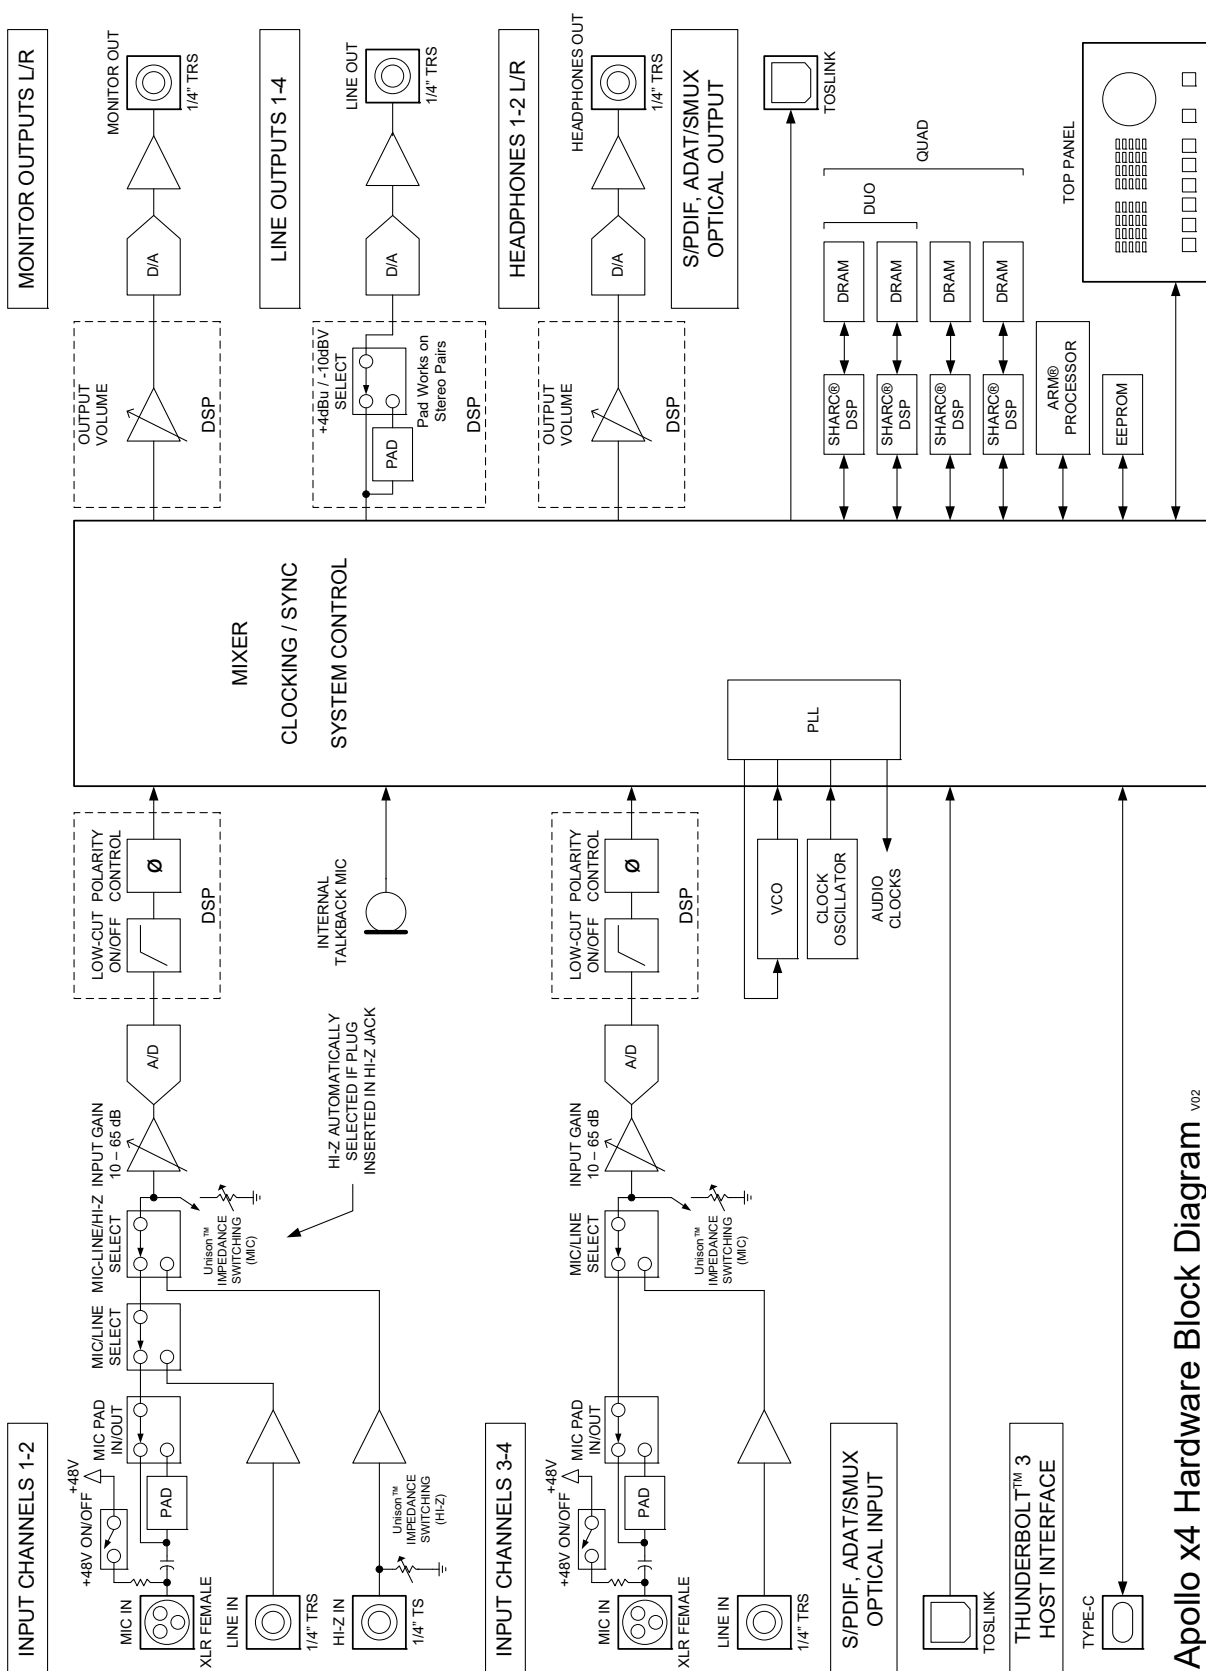 INPUT CHANNELS 1-2
+48V ON/OFF
+48V
MIC IN
XLR FEMALE
PAD
MIC PAD
IN/OUT
MIC/LINE
SELECT
MIC-LINE/HI-Z
SELECT
INPUT GAIN
10 – 65 dB
A/D
LOW-CUT
ON/OFF
POLARITY
CONTROL
Ø
DSP
Unison™
IMPEDANCE
SWITCHING
(MIC)
LINE IN
1/4" TRS
HI-Z IN
1/4" TS
Unison™
IMPEDANCE
SWITCHING
(HI-Z)
HI-Z AUTOMATICALLY
SELECTED IF PLUG
INSERTED IN HI-Z JACK
INTERNAL
TALKBACK MIC
INPUT CHANNELS 3-4
+48V ON/OFF
+48V
MIC IN
XLR FEMALE
PAD
MIC PAD
IN/OUT
MIC/LINE
SELECT
INPUT GAIN
10 – 65 dB
A/D
LOW-CUT
ON/OFF
POLARITY
CONTROL
Ø
DSP
Unison™
IMPEDANCE
SWITCHING
(MIC)
LINE IN
1/4" TRS
VCO
CLOCK
OSCILLATOR
AUDIO
CLOCKS
PLL
S/PDIF, ADAT/SMUX
OPTICAL INPUT
TOSLINK
THUNDERBOLT™ 3
HOST INTERFACE
TYPE-C
MIXER
CLOCKING / SYNC
SYSTEM CONTROL
MONITOR OUTPUTS L/R
OUTPUT
VOLUME
DSP
D/A
MONITOR OUT
1/4" TRS
LINE OUTPUTS 1-4
+4dBu / -10dBV
SELECT
PAD
Pad Works on
Stereo Pairs
DSP
D/A
LINE OUT
1/4" TRS
HEADPHONES 1-2 L/R
OUTPUT
VOLUME
DSP
D/A
HEADPHONES OUT
1/4" TRS
S/PDIF, ADAT/SMUX
OPTICAL OUTPUT
TOSLINK
SHARC®
DSP
DRAM
SHARC®
DSP
DRAM
SHARC®
DSP
DRAM
SHARC®
DSP
DRAM
DUO
QUAD
ARM®
PROCESSOR
EEPROM
TOP PANEL
Apollo x4 Hardware Block Diagram V02